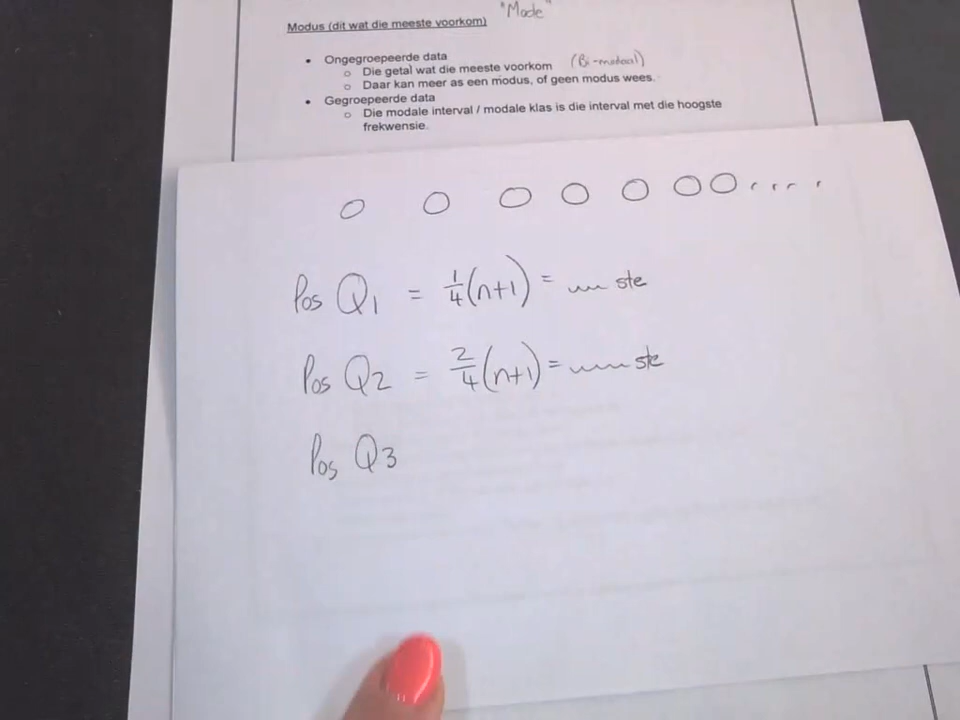 "Mode"
Modus (dit wat die meeste voorkom)
• Ongegroepeerde data
o Die getal wat die meeste voorkom (Bi-modaal)
o Daar kan meer as een modus, of geen modus wees.
• Gegroepeerde data
o Die modale interval / modale klas is die interval met die hoogste
frekwensie.
O O O O O O O ....
Pos Q1 = 1/4(n+1) = ste
Pos Q2 = 2/4(n+1) = ste
Pos Q3